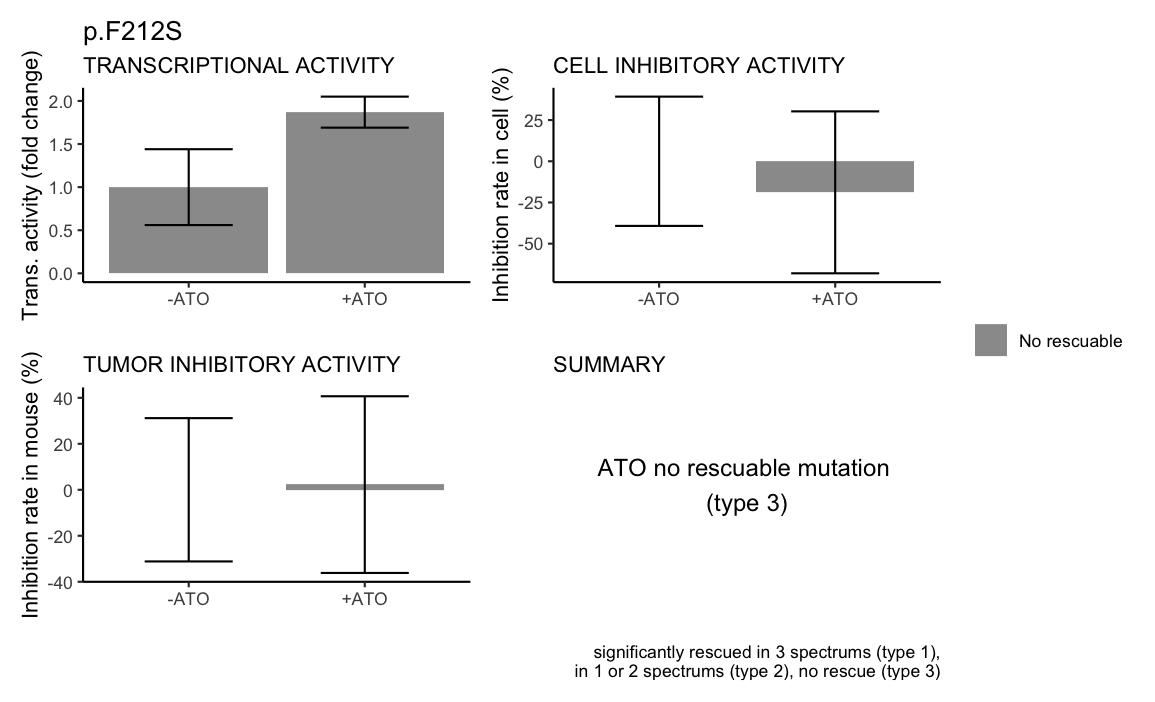 p.F212S
TRANSCRIPTIONAL ACTIVITY
Trans. activity (fold change)
2.0
1.5
1.0
0.5
0.0
-ATO
+ATO
CELL INHIBITORY ACTIVITY
Inhibition rate in cell (%)
25
0
-25
-50
-ATO
+ATO
No rescuable
TUMOR INHIBITORY ACTIVITY
Inhibition rate in mouse (%)
40
20
0
-20
-40
-ATO
+ATO
SUMMARY
ATO no rescuable mutation
(type 3)
significantly rescued in 3 spectrums (type 1),
in 1 or 2 spectrums (type 2), no rescue (type 3)